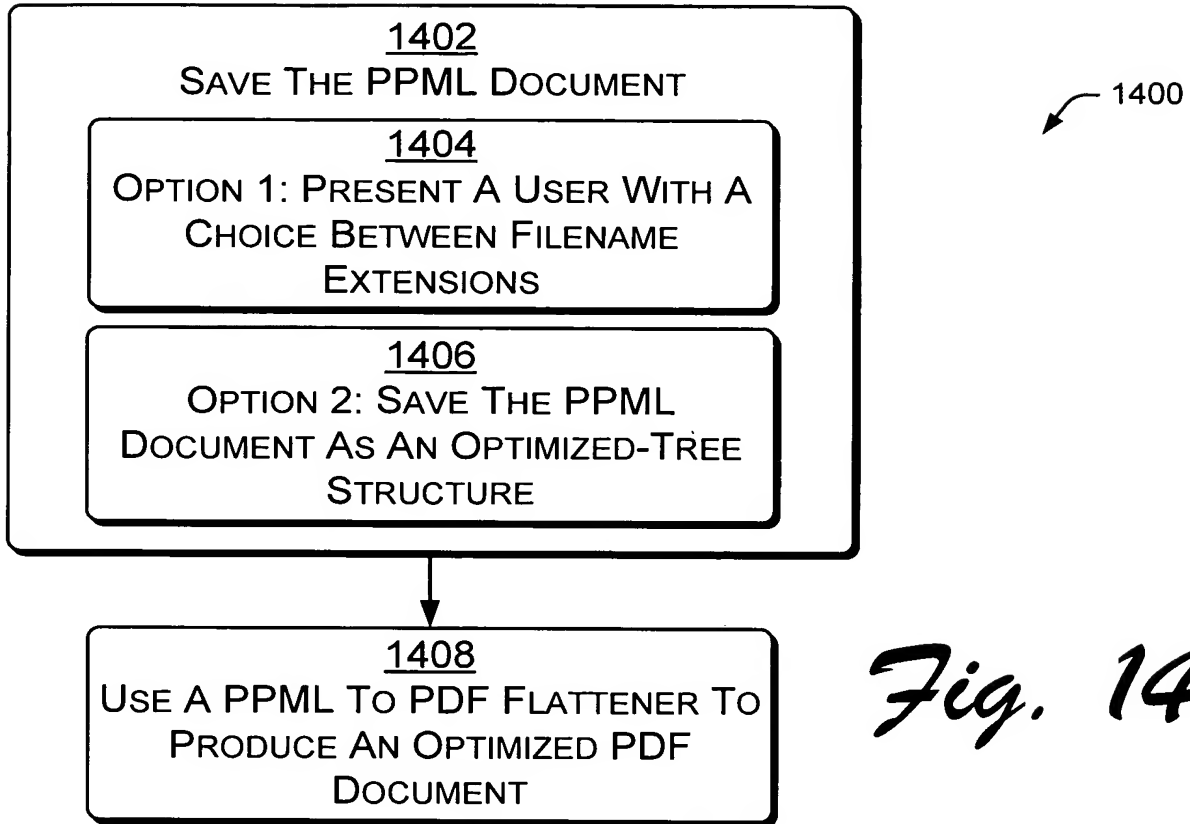 1402
SAVE THE PPML DOCUMENT
1400
1404
OPTION 1: PRESENT A USER WITH A
CHOICE BETWEEN FILENAME
EXTENSIONS
1406
OPTION 2: SAVE THE PPML
DOCUMENT AS AN OPTIMIZED-TREE
STRUCTURE
1408
USE A PPML TO PDF FLATTENER TO
PRODUCE AN OPTIMIZED PDF
DOCUMENT
Fig. 14